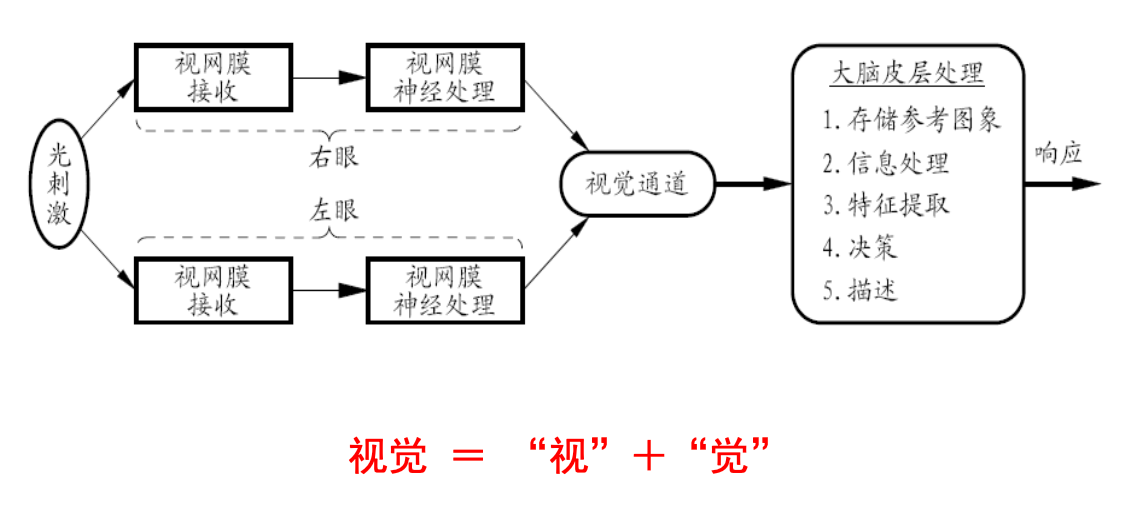 光
刺
激
视网膜
接收
视网膜
神经处理
右眼
左眼
视网膜
接收
视网膜
神经处理
视觉通道
大脑皮层处理
1. 存储参考图象
2. 信息处理
3. 特征提取
4. 决策
5. 描述
响应
视觉 = “视”+“觉”